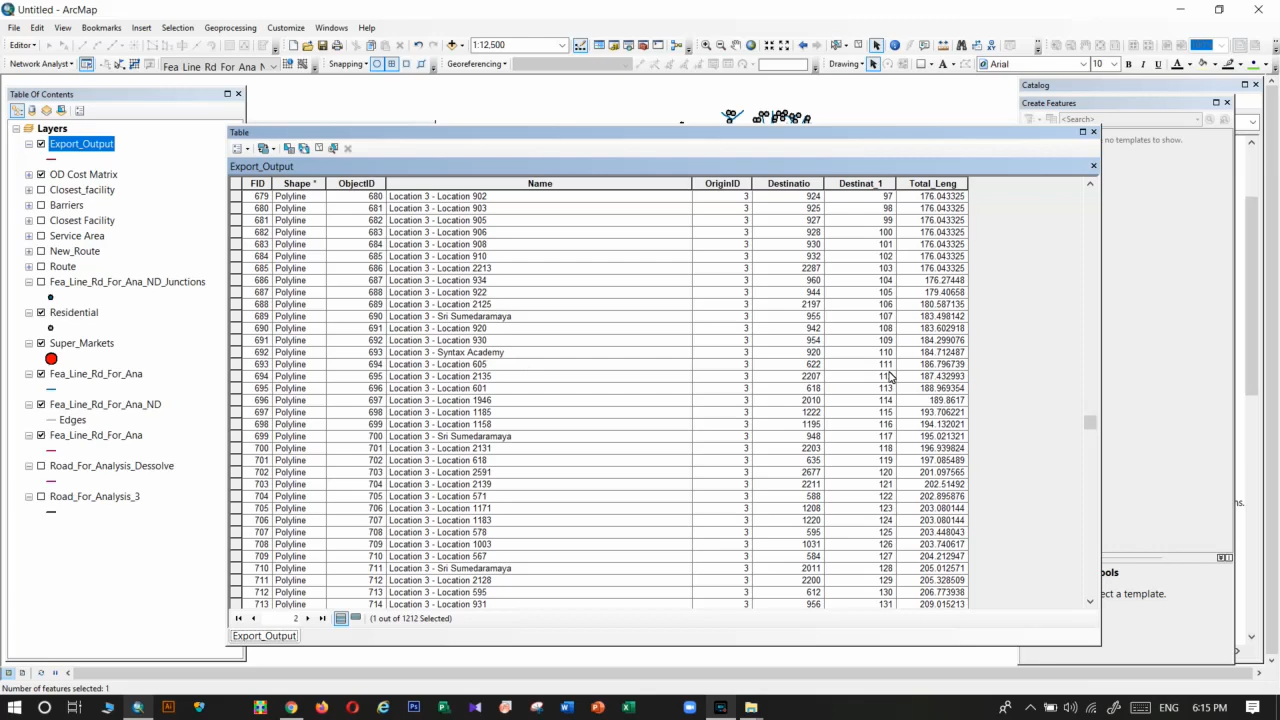 Untitled - ArcMap
File Edit View Bookmarks Insert Selection Geoprocessing Customize Windows Help
Editor 1:12,500
Network Analyst Fea_Line_Rd_For_Ana_N Snapping Georeferencing Drawing Arial 10 B I U A
Table Of Contents
Layers
Export_Output
OD Cost Matrix
Closest_facility
Barriers
Closest Facility
Service Area
New_Route
Route
Fea_Line_Rd_For_Ana_ND_Junctions
Residential
Super_Markets
Fea_Line_Rd_For_Ana
Fea_Line_Rd_For_Ana_ND
Edges
Fea_Line_Rd_For_Ana
Road_For_Analysis_Dessolve
Road_For_Analysis_3
Catalog
Create Features
<Search>
no templates to show.
ools
ect a template.
Table
Export_Output
FID Shape * ObjectID Name OriginID Destinatio Destinat_1 Total_Leng
679 Polyline 680 Location 3 - Location 902 3 924 97 176.043325
680 Polyline 681 Location 3 - Location 903 3 925 98 176.043325
681 Polyline 682 Location 3 - Location 905 3 927 99 176.043325
682 Polyline 683 Location 3 - Location 906 3 928 100 176.043325
683 Polyline 684 Location 3 - Location 908 3 930 101 176.043325
684 Polyline 685 Location 3 - Location 910 3 932 102 176.043325
685 Polyline 686 Location 3 - Location 2213 3 2287 103 176.043325
686 Polyline 687 Location 3 - Location 934 3 960 104 176.27448
687 Polyline 688 Location 3 - Location 922 3 944 105 179.40658
688 Polyline 689 Location 3 - Location 2125 3 2197 106 180.587135
689 Polyline 690 Location 3 - Sri Sumedaramaya 3 955 107 183.498142
690 Polyline 691 Location 3 - Location 920 3 942 108 183.602918
691 Polyline 692 Location 3 - Location 930 3 954 109 184.299076
692 Polyline 693 Location 3 - Syntax Academy 3 920 110 184.712487
693 Polyline 694 Location 3 - Location 605 3 622 111 186.796739
694 Polyline 695 Location 3 - Location 2135 3 2207 187.432993
695 Polyline 696 Location 3 - Location 601 3 618 113 188.969354
696 Polyline 697 Location 3 - Location 1946 3 2010 114 189.8617
697 Polyline 698 Location 3 - Location 1185 3 1222 115 193.706221
698 Polyline 699 Location 3 - Location 1158 3 1195 116 194.132021
699 Polyline 700 Location 3 - Sri Sumedaramaya 3 948 117 195.021321
700 Polyline 701 Location 3 - Location 2131 3 2203 118 196.939824
701 Polyline 702 Location 3 - Location 618 3 635 119 197.085489
702 Polyline 703 Location 3 - Location 2591 3 2677 120 201.097565
703 Polyline 704 Location 3 - Location 2139 3 2211 121 202.51492
704 Polyline 705 Location 3 - Location 571 3 588 122 202.895876
705 Polyline 706 Location 3 - Location 1171 3 1208 123 203.080144
706 Polyline 707 Location 3 - Location 1183 3 1220 124 203.080144
707 Polyline 708 Location 3 - Location 578 3 595 125 203.448043
708 Polyline 709 Location 3 - Location 1003 3 1031 126 203.740617
709 Polyline 710 Location 3 - Location 567 3 584 127 204.212947
710 Polyline 711 Location 3 - Sri Sumedaramaya 3 2011 128 205.012571
711 Polyline 712 Location 3 - Location 2128 3 2200 129 205.328509
712 Polyline 713 Location 3 - Location 595 3 612 130 206.773938
713 Polyline 714 Location 3 - Location 931 3 956 131 209.015213
2 (1 out of 1212 Selected)
Export_Output
Number of features selected: 1
ENG 6:15 PM